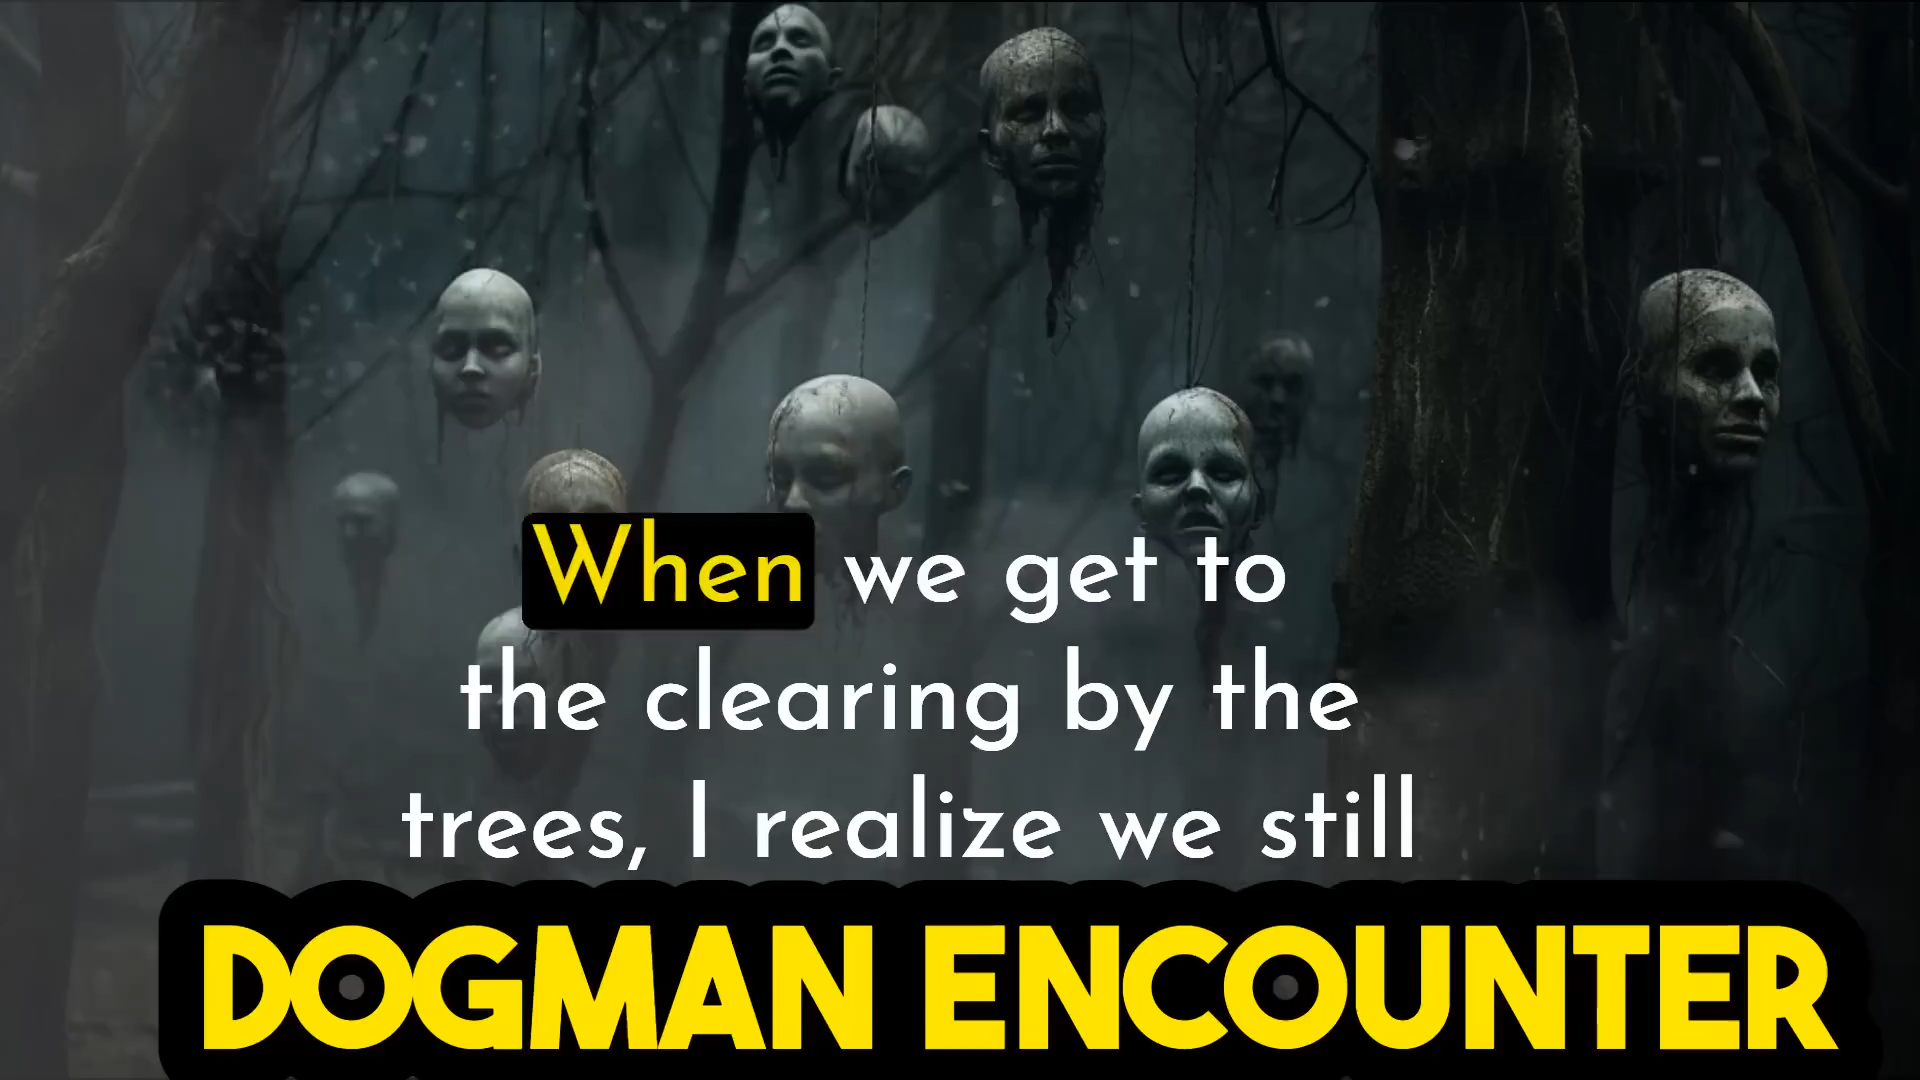 When we get to
the clearing by the
trees, I realize we still
DOGMAN ENCOUNTER